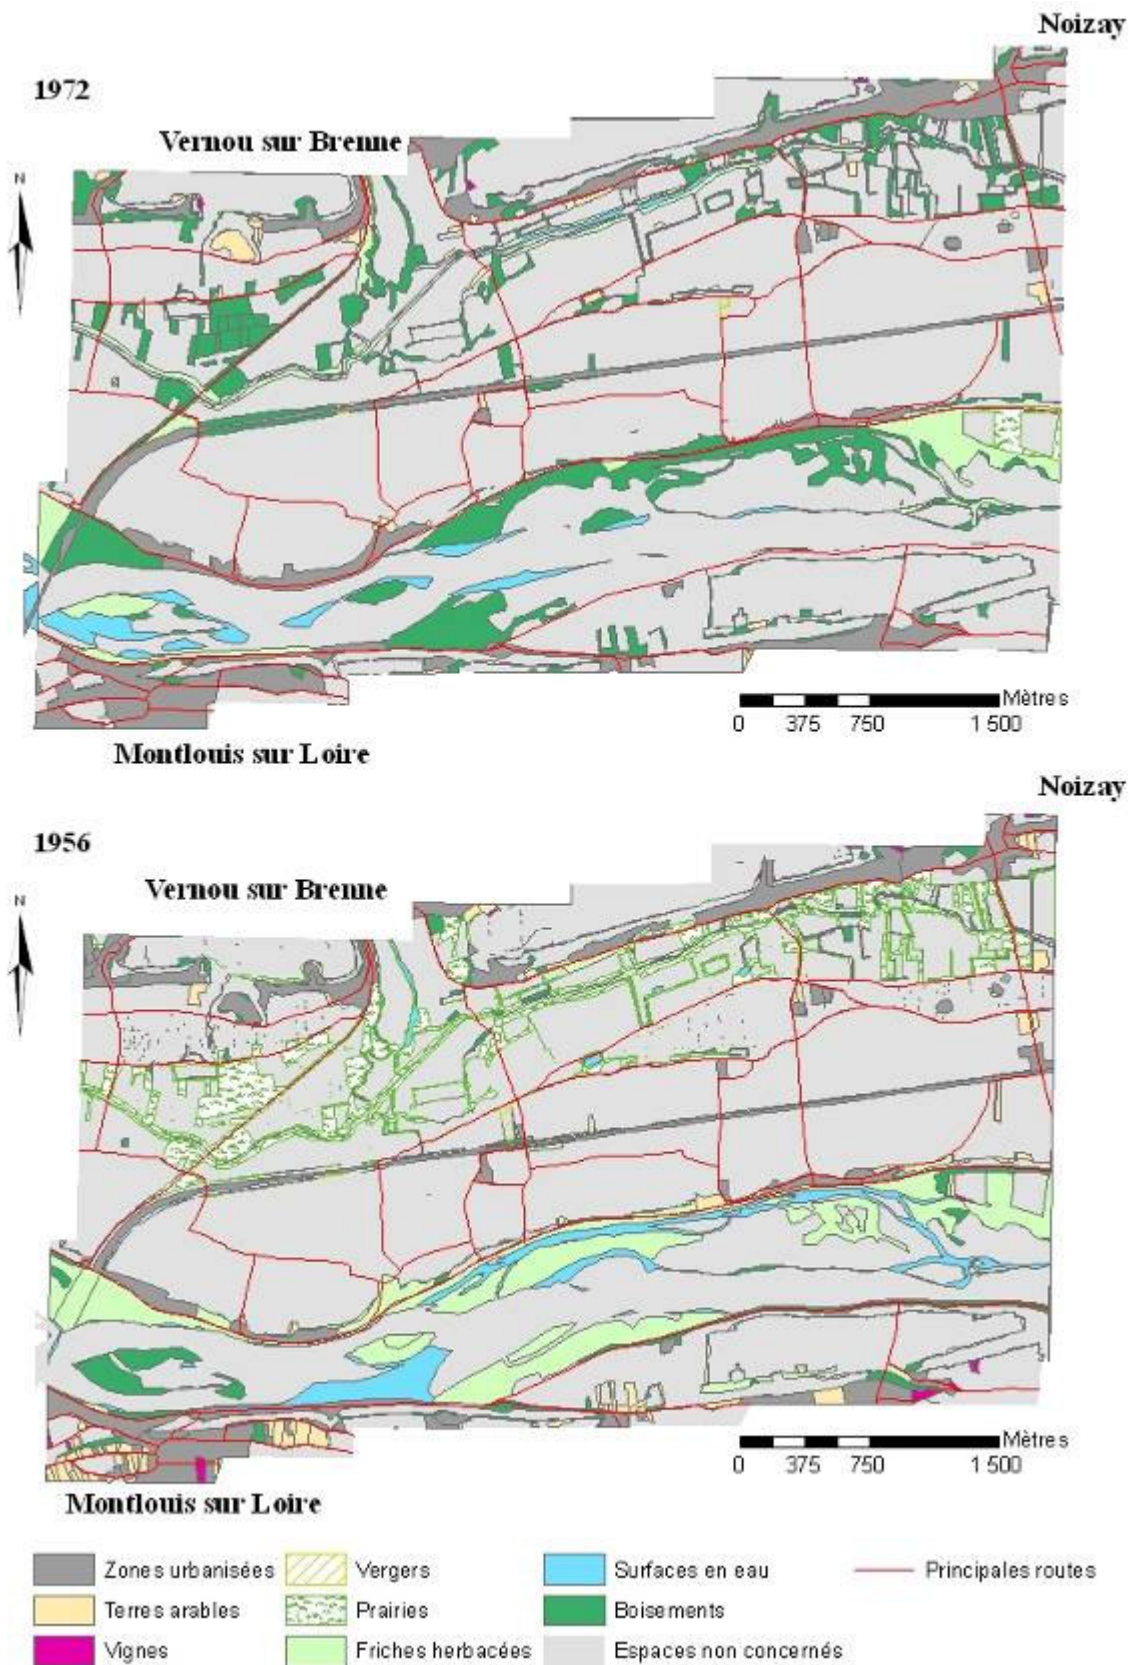 Noizay
1972
Vernou sur Brenne
N
Mètres
0 375 750 1 500
Montlouis sur Loire
Noizay
1956
Vernou sur Brenne
N
Mètres
0 375 750 1 500
Montlouis sur Loire
Zones urbanisées Vergers Surfaces en eau Principales routes
Terres arables Prairies Boisements
Vignes Friches herbacées Espaces non concernés